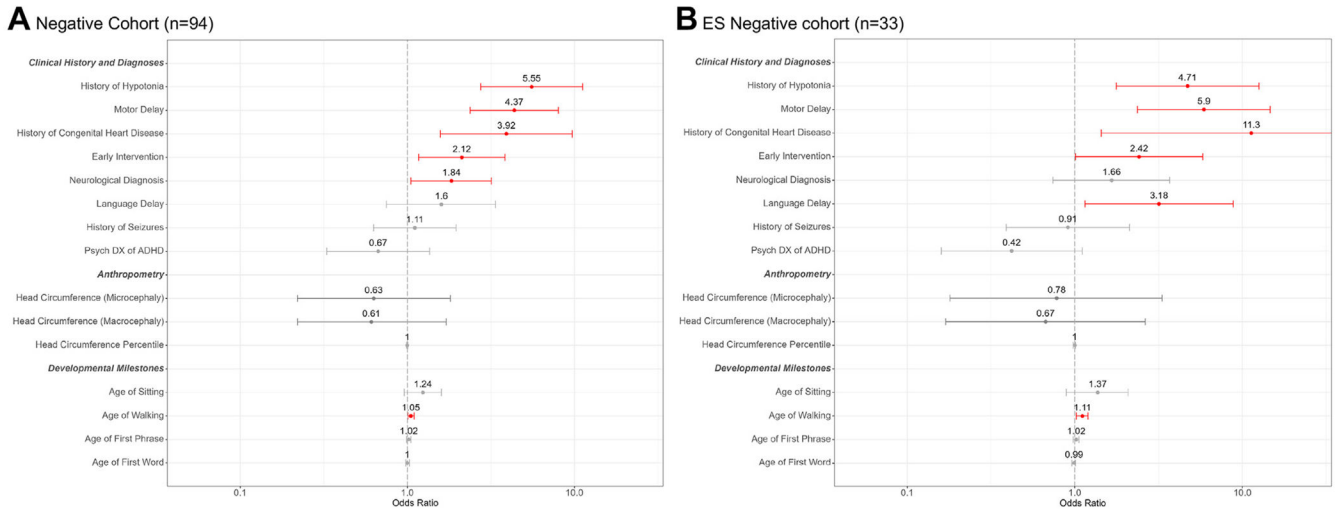 A Negative Cohort (n=94)
Clinical History and Diagnoses
History of Hypotonia
5.55
Motor Delay
4.37
History of Congenital Heart Disease
3.92
Early Intervention
2.12
Neurological Diagnosis
1.84
Language Delay
1.6
History of Seizures
1.11
Psych DX of ADHD
0.67
Anthropometry
Head Circumference (Microcephaly)
0.63
Head Circumference (Macrocephaly)
0.61
Head Circumference Percentile
1
Developmental Milestones
Age of Sitting
1.24
Age of Walking
1.05
Age of First Phrase
1.02
Age of First Word
1
0.1 1.0 10.0
Odds Ratio
B ES Negative cohort (n=33)
Clinical History and Diagnoses
History of Hypotonia
4.71
Motor Delay
5.9
History of Congenital Heart Disease
11.3
Early Intervention
2.42
Neurological Diagnosis
1.66
Language Delay
3.18
History of Seizures
0.91
Psych DX of ADHD
0.42
Anthropometry
Head Circumference (Microcephaly)
0.78
Head Circumference (Macrocephaly)
0.67
Head Circumference Percentile
1
Developmental Milestones
Age of Sitting
1.37
Age of Walking
1.11
Age of First Phrase
1.02
Age of First Word
0.99
0.1 1.0 10.0
Odds Ratio